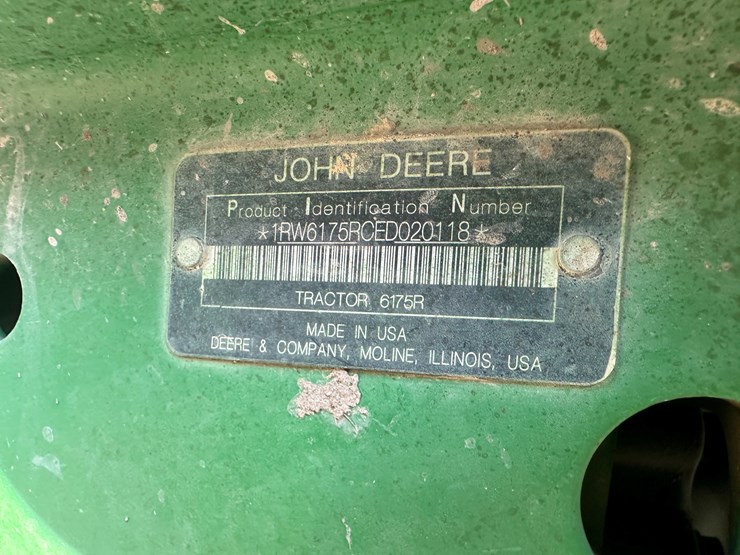 JOHN DEERE
Product Identification Number
*1RW6175RCED020118*
TRACTOR 6175R
MADE IN USA
DEERE & COMPANY, MOLINE, ILLINOIS, USA